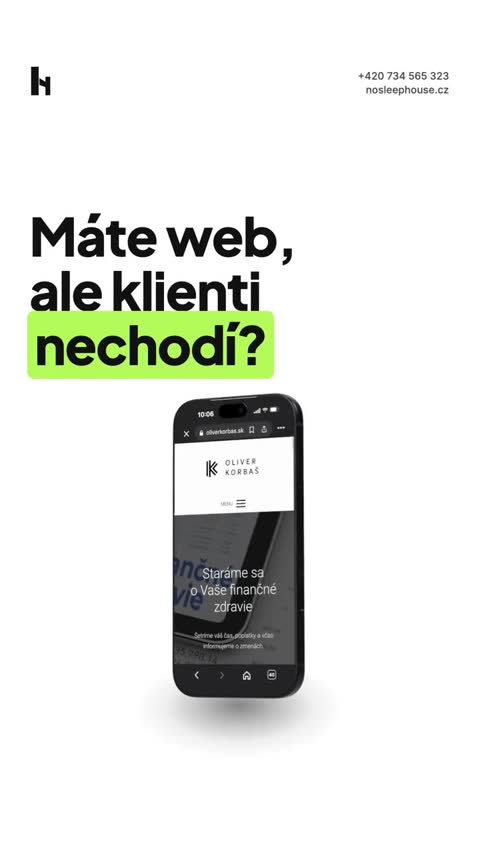 +420 734 565 323
nosleephouse.cz
Máte web,
ale klienti
nechodí?
10:06
oliverkorbas.sk
OLIVER
KORBAŠ
MENU
Staráme sa
o Vaše finančné
zdravie
Šetríme váš čas, poplatky a včas
informujeme o zmenách.
40